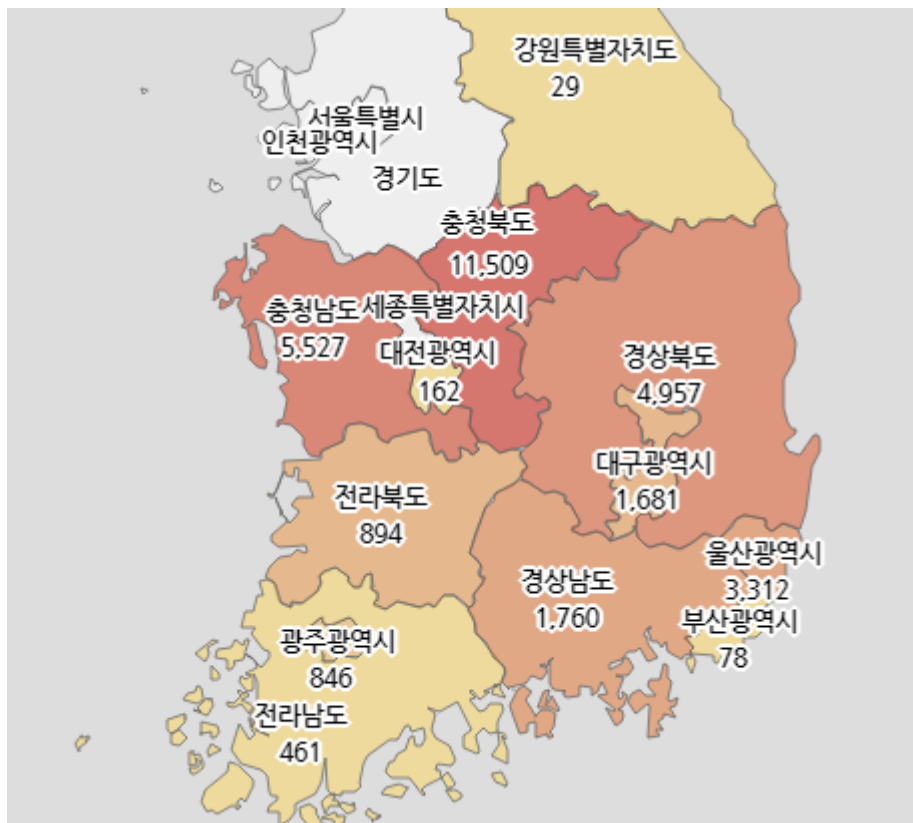 강원특별자치도
29
서울특별시
인천광역시
경기도
충청북도
11,509
충청남도
5,527
세종특별자치시
대전광역시
162
경상북도
4,957
대구광역시
1,681
전라북도
894
울산광역시
3,312
경상남도
1,760
부산광역시
78
광주광역시
846
전라남도
461